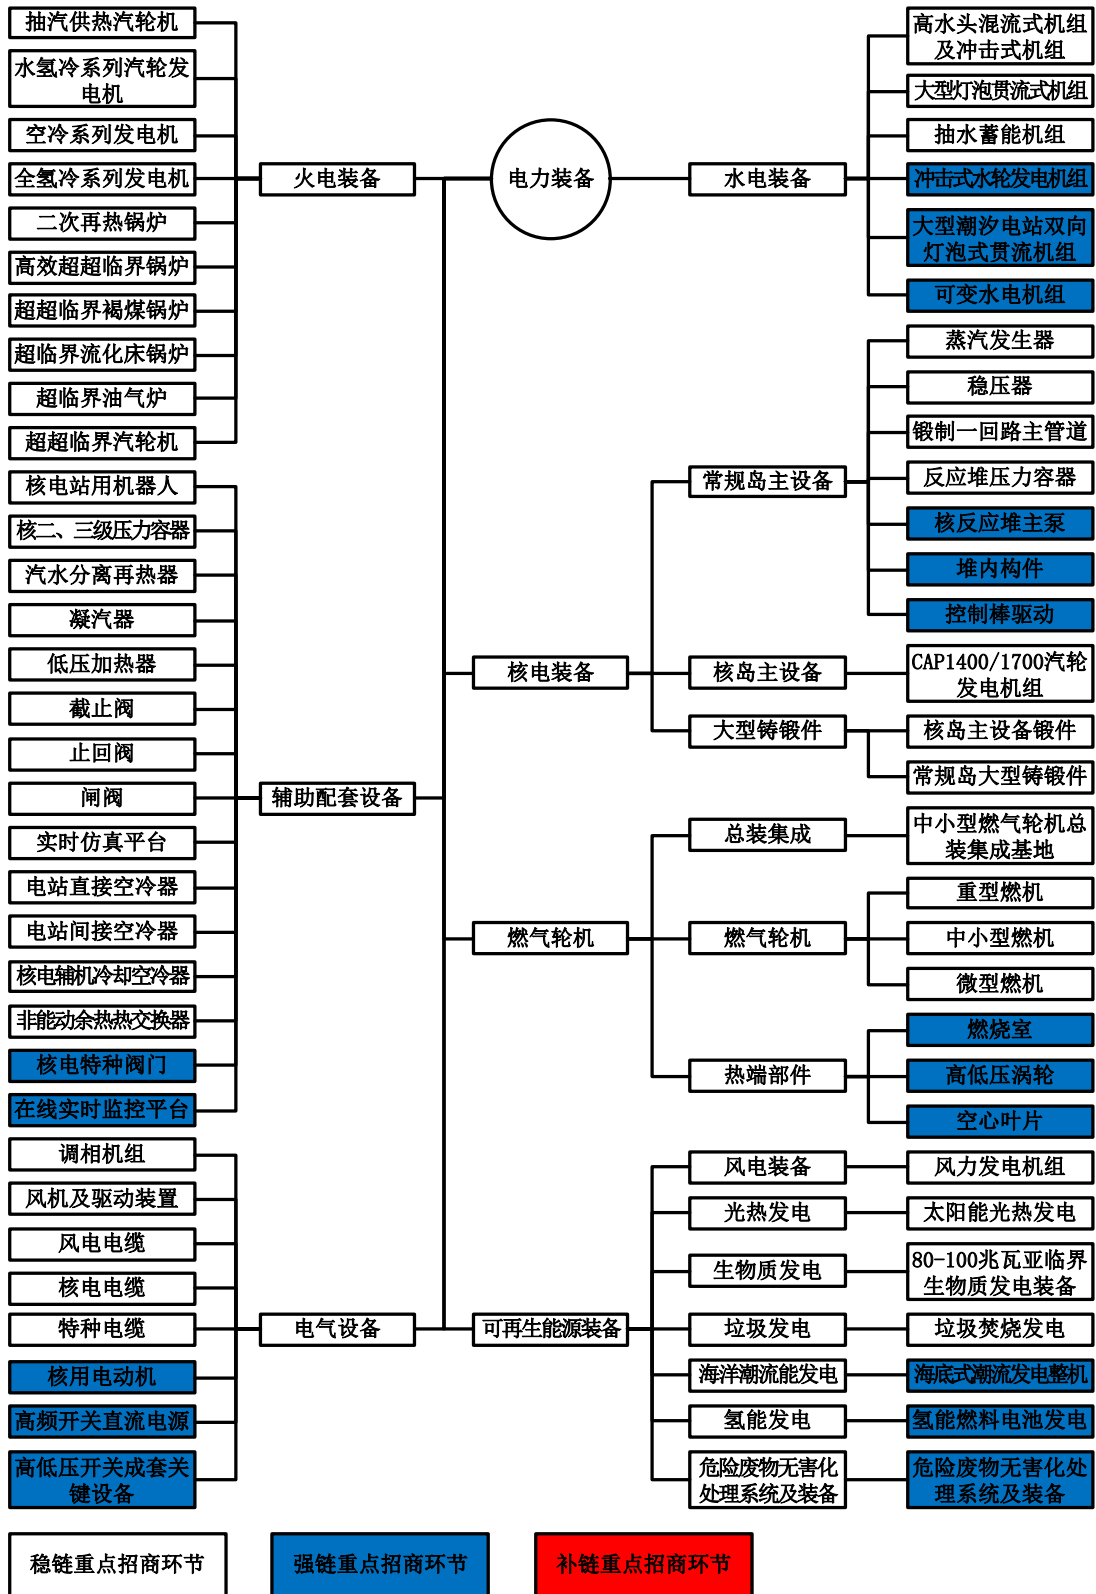 抽汽供热汽轮机
水氢冷系列汽轮发
电机
空冷系列发电机
全氢冷系列发电机
二次再热锅炉
高效超超临界锅炉
超超临界褐煤锅炉
超临界流化床锅炉
超临界油气炉
超超临界汽轮机
核电站用机器人
核二、三级压力容器
汽水分离再热器
凝汽器
低压加热器
截止阀
止回阀
闸阀
实时仿真平台
电站直接空冷器
电站间接空冷器
核电辅机冷却空冷器
非能动余热热交换器
核电特种阀门
在线实时监控平台
调相机组
风机及驱动装置
风电电缆
核电电缆
特种电缆
核用电动机
高频开关直流电源
高低压开关成套关
键设备
火电装备
辅助配套设备
电气设备
电力装备
核电装备
燃气轮机
可再生能源装备
水电装备
常规岛主设备
核岛主设备
大型铸锻件
总装集成
燃气轮机
热端部件
风电装备
光热发电
生物质发电
垃圾发电
海洋潮流能发电
氢能发电
危险废物无害化
处理系统及装备
高水头混流式机组
及冲击式机组
大型灯泡贯流式机组
抽水蓄能机组
冲击式水轮发电机组
大型潮汐电站双向
灯泡式贯流机组
可变水电机组
蒸汽发生器
稳压器
锻制一回路主管道
反应堆压力容器
核反应堆主泵
堆内构件
控制棒驱动
CAP1400/1700汽轮
发电机组
核岛主设备锻件
常规岛大型铸锻件
中小型燃气轮机总
装集成基地
重型燃机
中小型燃机
微型燃机
燃烧室
高低压涡轮
空心叶片
风力发电机组
太阳能光热发电
80-100兆瓦亚临界
生物质发电装备
垃圾焚烧发电
海底式潮流发电整机
氢能燃料电池发电
危险废物无害化处
理系统及装备
稳链重点招商环节
强链重点招商环节
补链重点招商环节